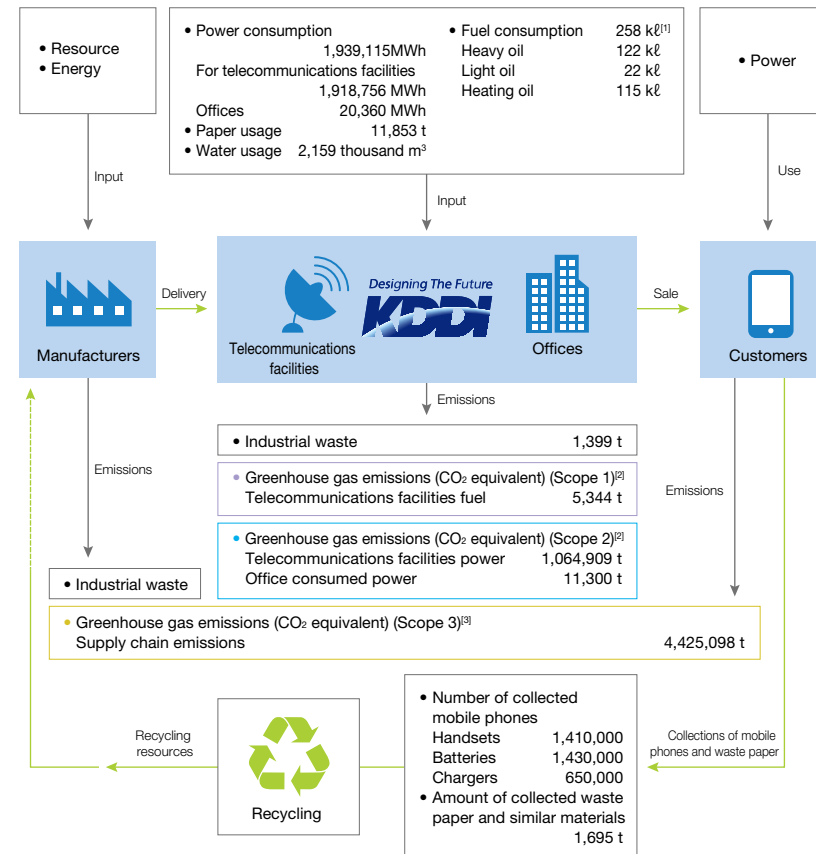 • Resource
• Energy
• Power consumption
1,939,115MWh
For telecommunications facilities
1,918,756 MWh
Offices 20,360 MWh
• Paper usage 11,853 t
• Water usage 2,159 thousand m³
• Fuel consumption 258 kℓ[1]
Heavy oil 122 kℓ
Light oil 22 kℓ
Heating oil 115 kℓ
• Power
Input
Input
Use
Manufacturers
Delivery
Telecommunications
facilities
Designing The Future
KDDI
Offices
Sale
Customers
Emissions
Emissions
Emissions
• Industrial waste 1,399 t
• Greenhouse gas emissions (CO₂ equivalent) (Scope 1)[2]
Telecommunications facilities fuel 5,344 t
• Greenhouse gas emissions (CO₂ equivalent) (Scope 2)[2]
Telecommunications facilities power 1,064,909 t
Office consumed power 11,300 t
• Industrial waste
• Greenhouse gas emissions (CO₂ equivalent) (Scope 3)[3]
Supply chain emissions 4,425,098 t
Recycling
resources
Recycling
• Number of collected
mobile phones
Handsets 1,410,000
Batteries 1,430,000
Chargers 650,000
• Amount of collected waste
paper and similar materials
1,695 t
Collections of mobile
phones and waste paper